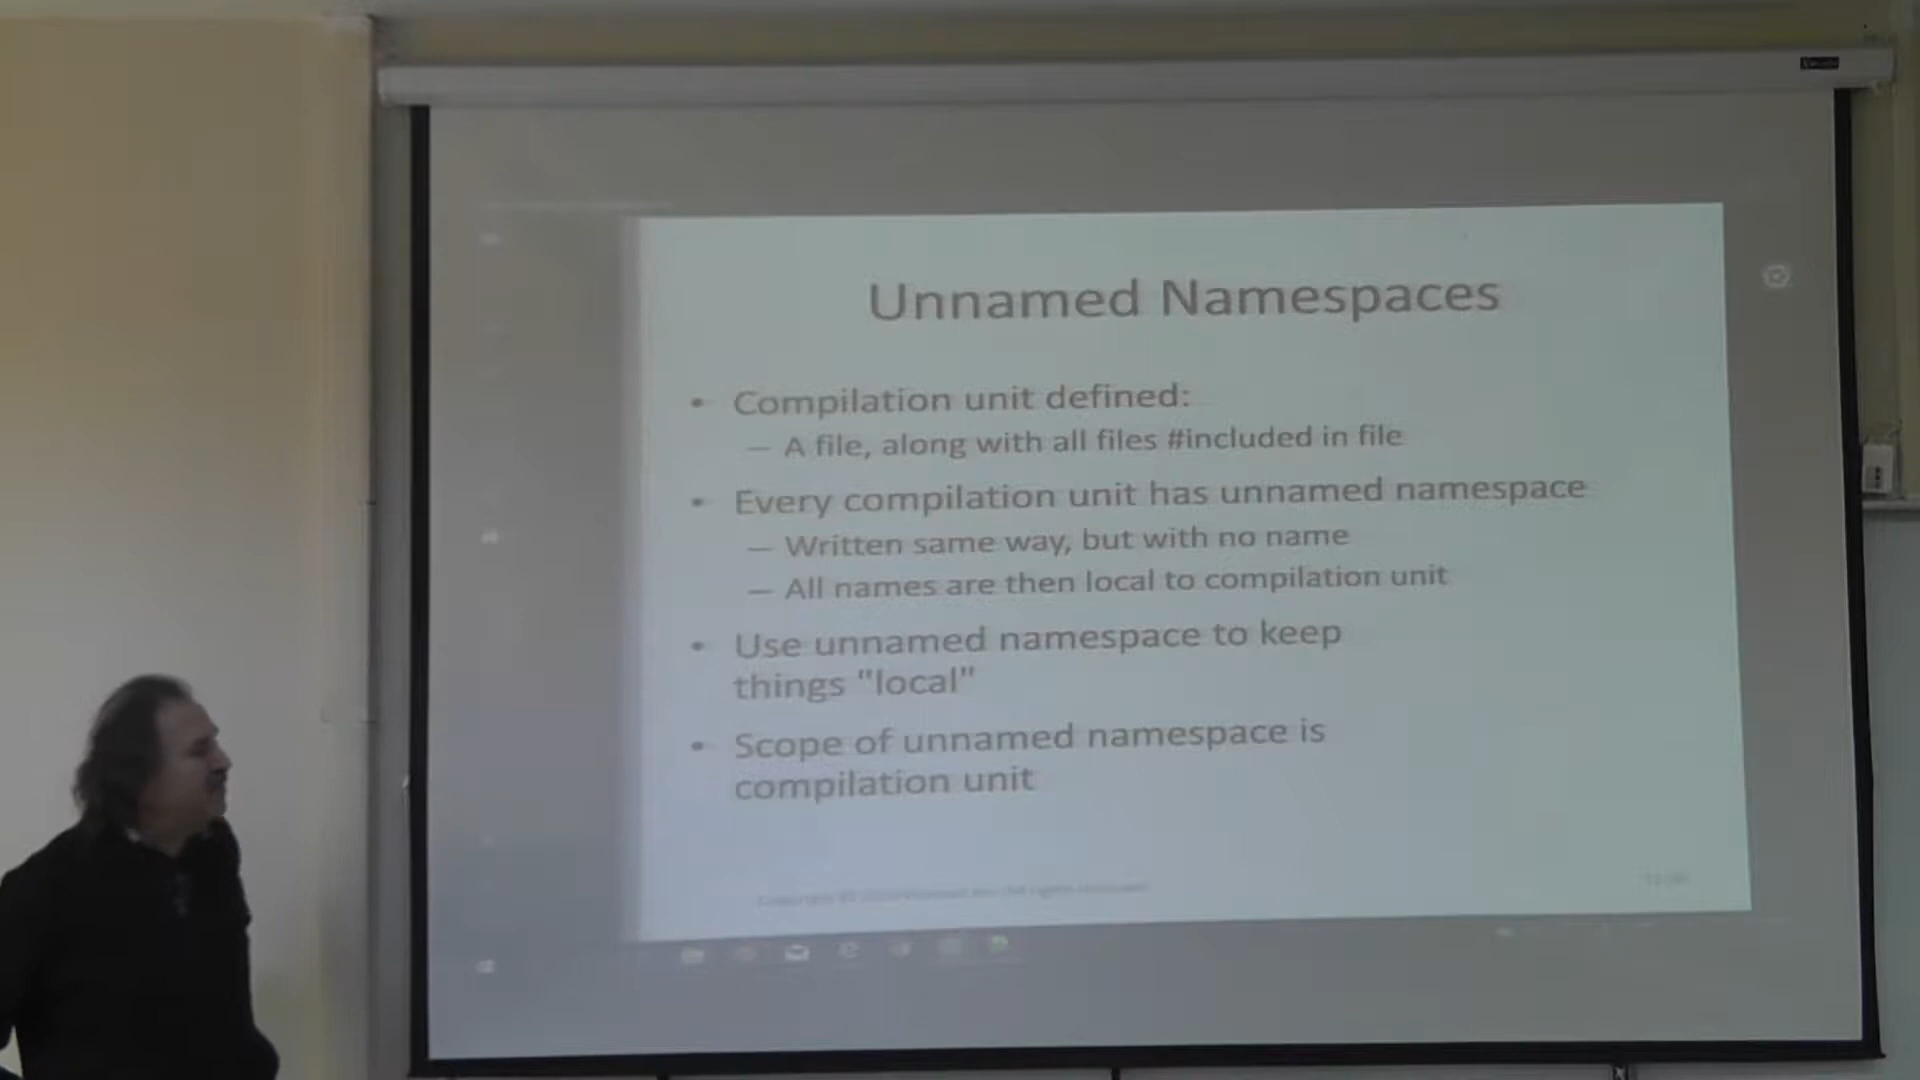 Unnamed Namespaces
• Compilation unit defined:
– A file, along with all files #included in file
• Every compilation unit has unnamed namespace
– Written same way, but with no name
– All names are then local to compilation unit
• Use unnamed namespace to keep
things "local"
• Scope of unnamed namespace is
compilation unit